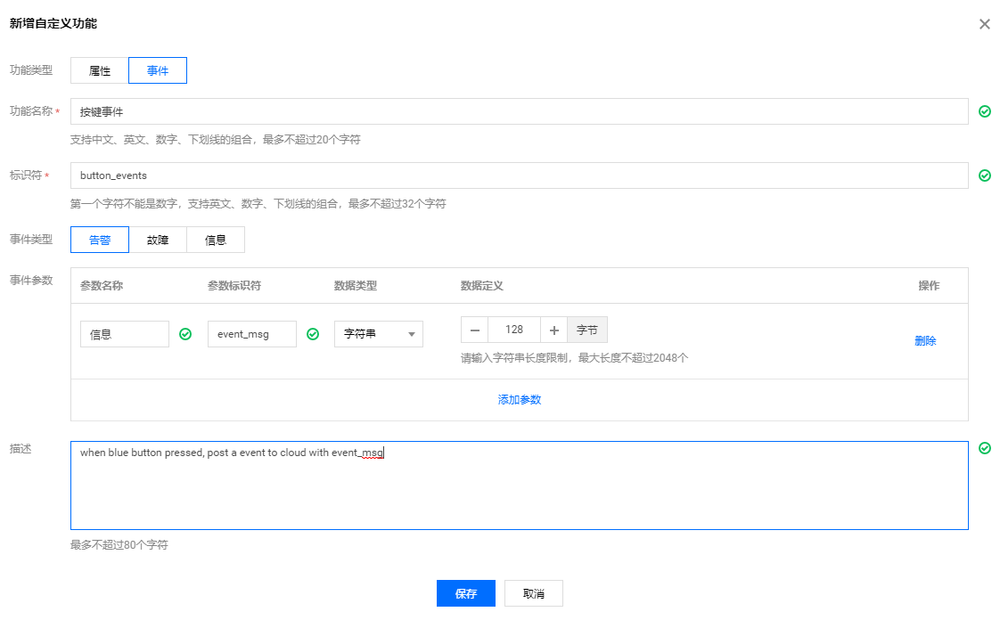 新增自定义功能
功能类型 属性 事件
功能名称 * 按键事件
支持中文、英文、数字、下划线的组合，最多不超过20个字符
标识符 * button_events
第一个字符不能是数字，支持英文、数字、下划线的组合，最多不超过32个字符
事件类型 告警 故障 信息
事件参数 参数名称 参数标识符 数据类型 数据定义 操作
信息 event_msg 字符串 128 字节 删除
请输入字符串长度限制，最大长度不超过2048个
添加参数
描述 when blue button pressed, post a event to cloud with event_msg
最多不超过80个字符
保存 取消